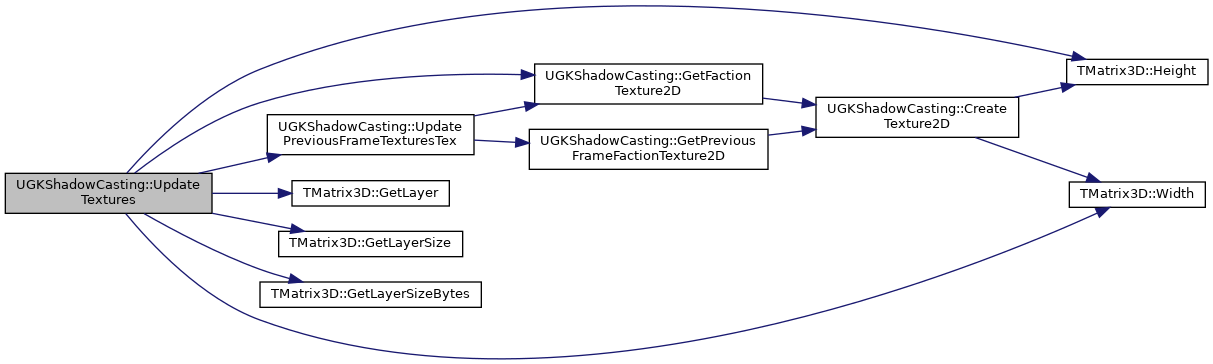 UGKShadowCasting::Update
Textures
UGKShadowCasting::Update
PreviousFrameTexturesTex
TMatrix3D::GetLayer
TMatrix3D::GetLayerSize
TMatrix3D::GetLayerSizeBytes
UGKShadowCasting::GetFaction
Texture2D
UGKShadowCasting::GetPrevious
FrameFactionTexture2D
UGKShadowCasting::Create
Texture2D
TMatrix3D::Height
TMatrix3D::Width